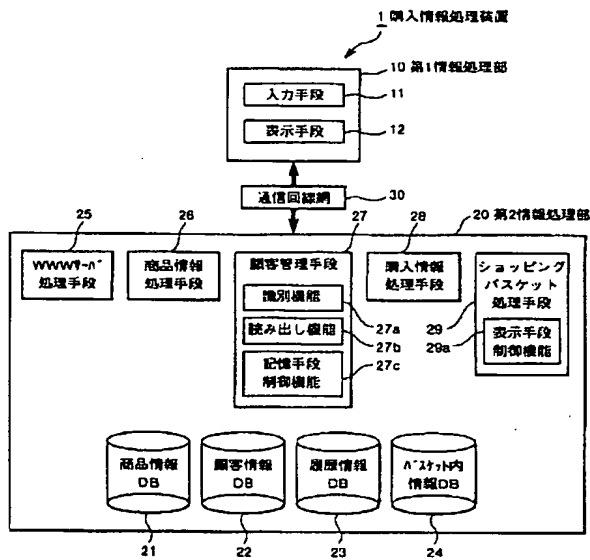 1 購入情報処理装置
10 第1情報処理部
入力手段
11
表示手段
12
通信回線網
30
25
26
27
28
20 第2情報処理部
WWWサーバ
処理手段
商品情報
処理手段
顧客管理手段
識別機能
27a
読み出し機能
27b
記憶手段
制御機能
27c
購入情報
処理手段
ショッピング
バスケット
処理手段
29
表示手段
制御機能
29a
商品情報
DB
顧客情報
DB
履歴情報
DB
バスケット内
情報DB
21
22
23
24